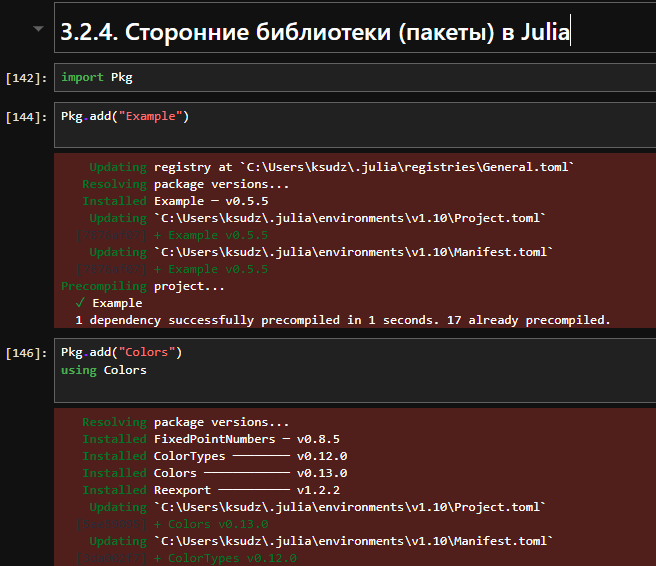 3.2.4. Сторонние библиотеки (пакеты) в Julia
[142]: import Pkg
[144]: Pkg.add("Example")
Updating registry at `C:\Users\ksudz\.julia\registries\General.toml`
Resolving package versions...
Installed Example ─ v0.5.5
Updating `C:\Users\ksudz\.julia\environments\v1.10\Project.toml`
+ Example v0.5.5
Updating `C:\Users\ksudz\.julia\environments\v1.10\Manifest.toml`
+ Example v0.5.5
Precompiling project...
✓ Example
1 dependency successfully precompiled in 1 seconds. 17 already precompiled.
[146]: Pkg.add("Colors")
using Colors
Resolving package versions...
Installed FixedPointNumbers ─ v0.8.5
Installed ColorTypes ──────── v0.12.0
Installed Colors ──────────── v0.13.0
Installed Reexport ────────── v1.2.2
Updating `C:\Users\ksudz\.julia\environments\v1.10\Project.toml`
+ Colors v0.13.0
Updating `C:\Users\ksudz\.julia\environments\v1.10\Manifest.toml`
+ ColorTypes v0.12.0